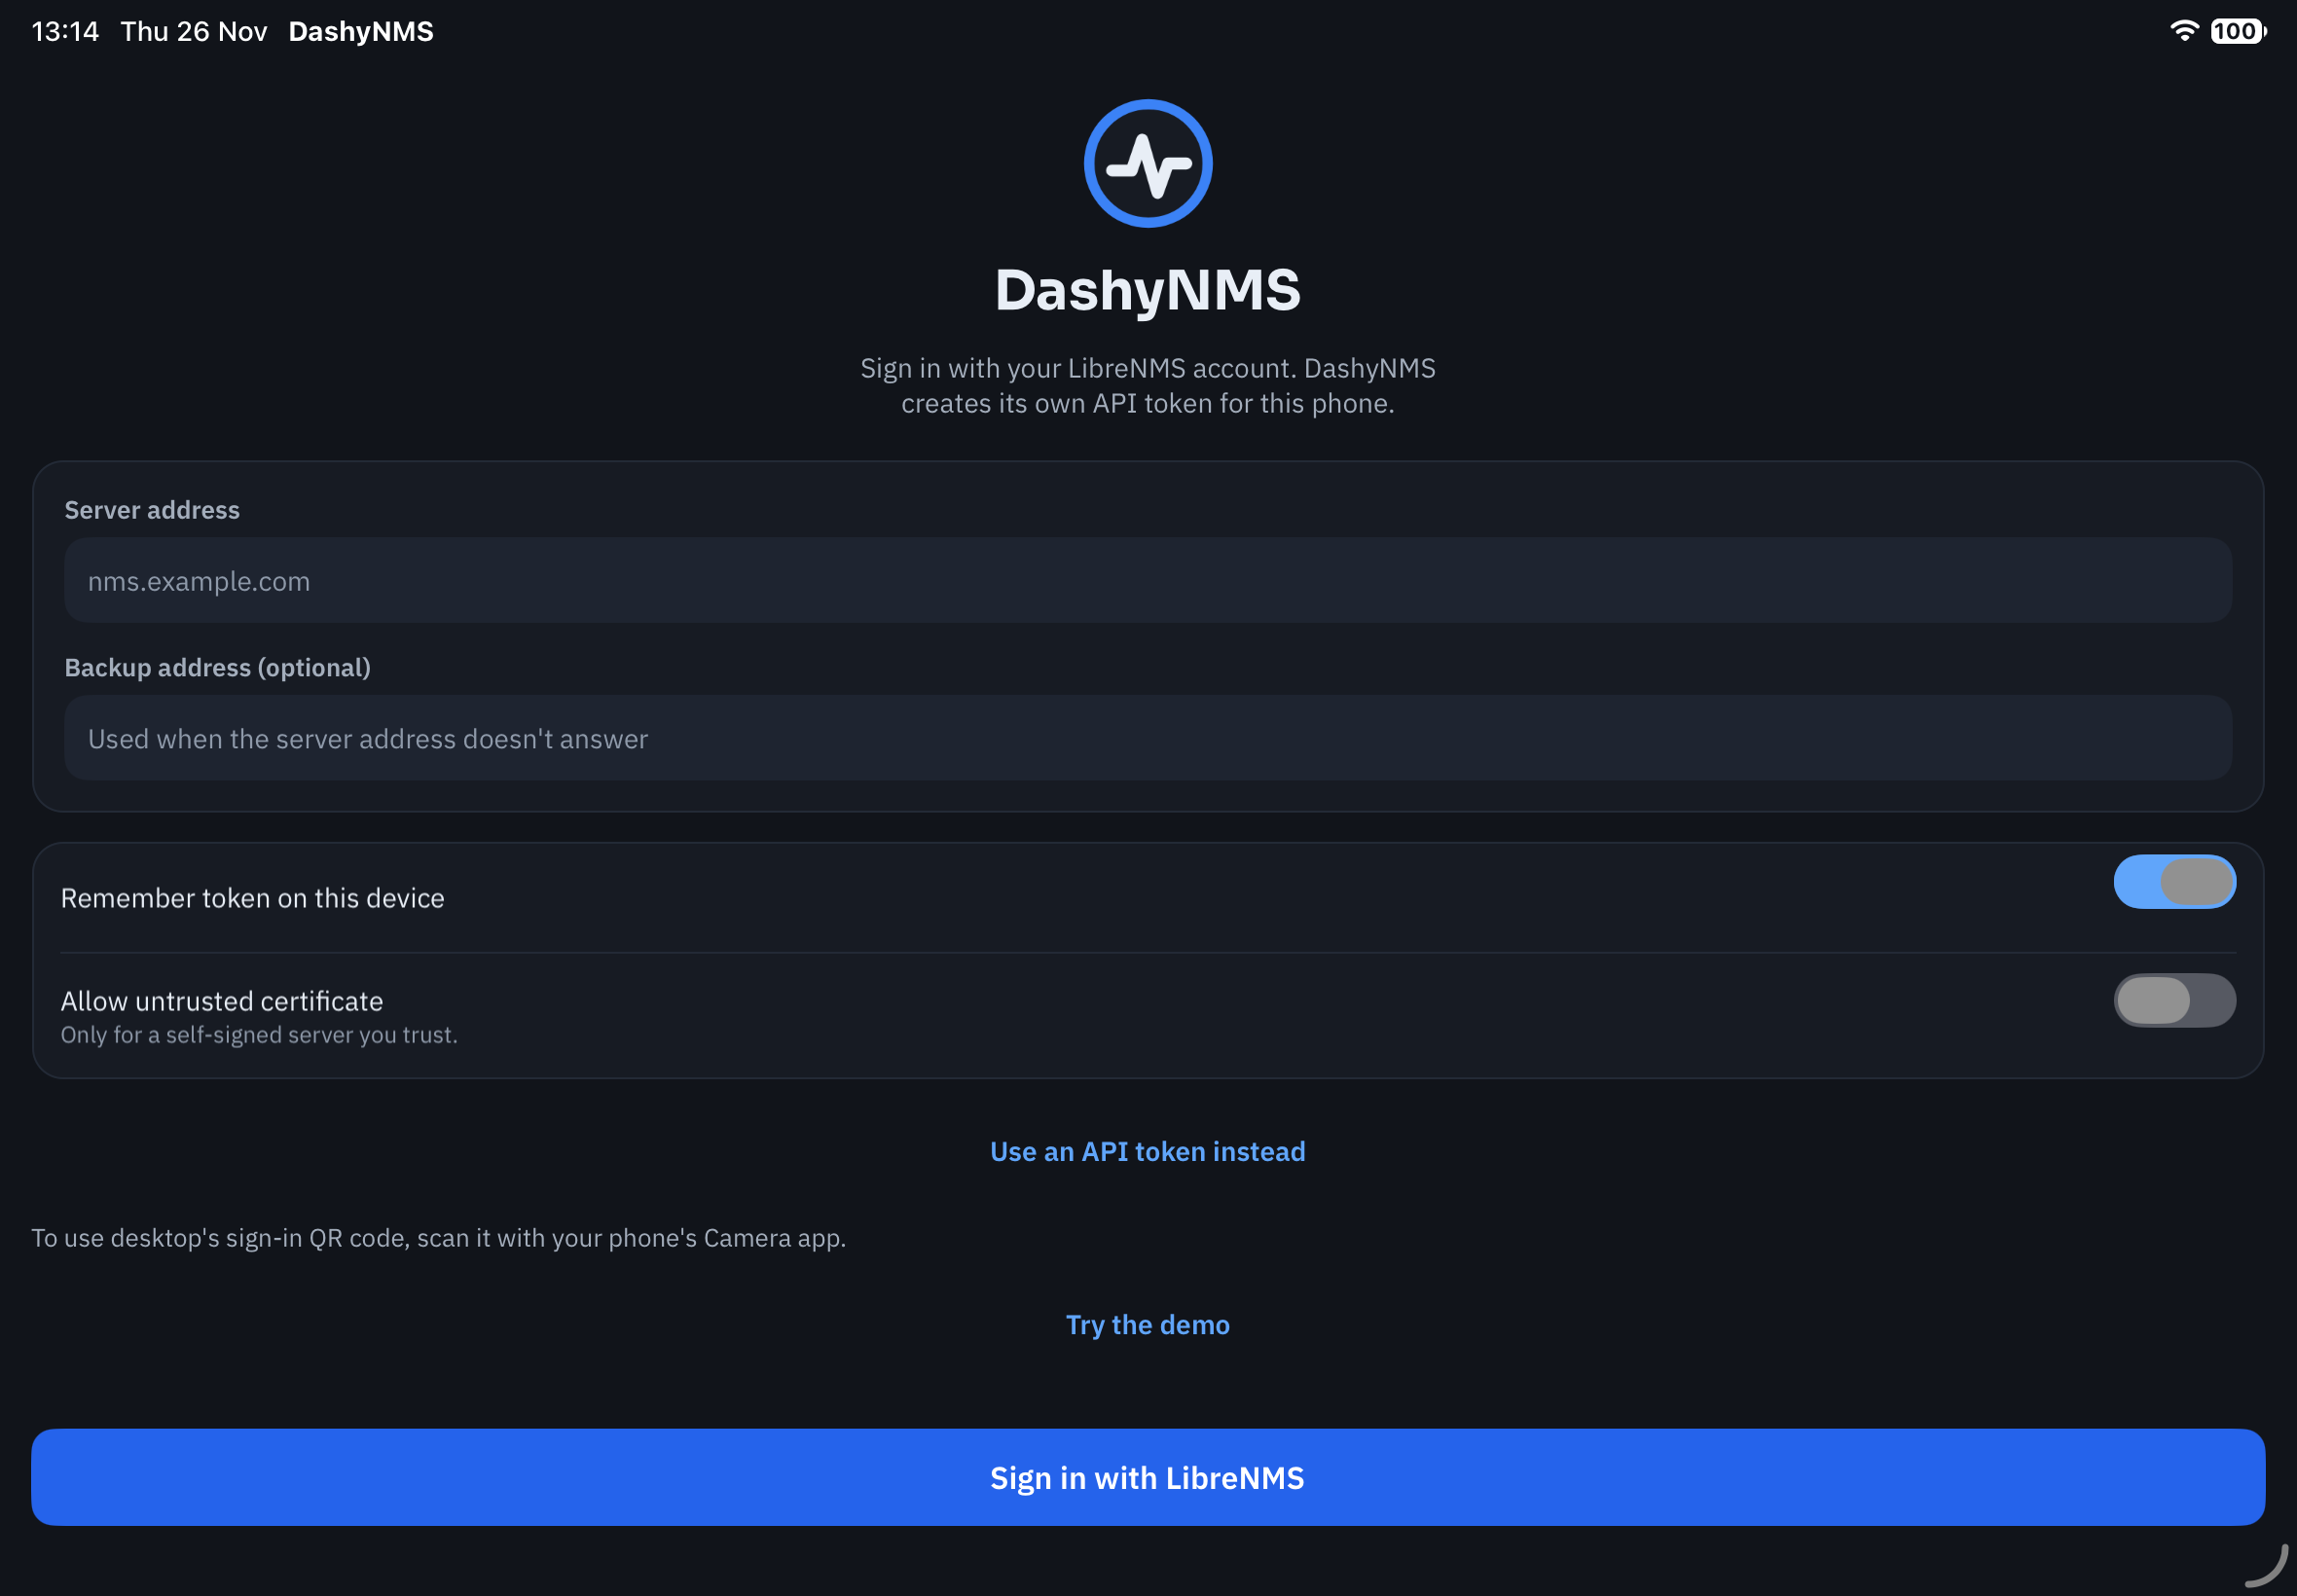 13:14 Thu 26 Nov DashyNMS
100
DashyNMS
Sign in with your LibreNMS account. DashyNMS
creates its own API token for this phone.
Server address
nms.example.com
Backup address (optional)
Used when the server address doesn't answer
Remember token on this device
Allow untrusted certificate
Only for a self-signed server you trust.
Use an API token instead
To use desktop's sign-in QR code, scan it with your phone's Camera app.
Try the demo
Sign in with LibreNMS